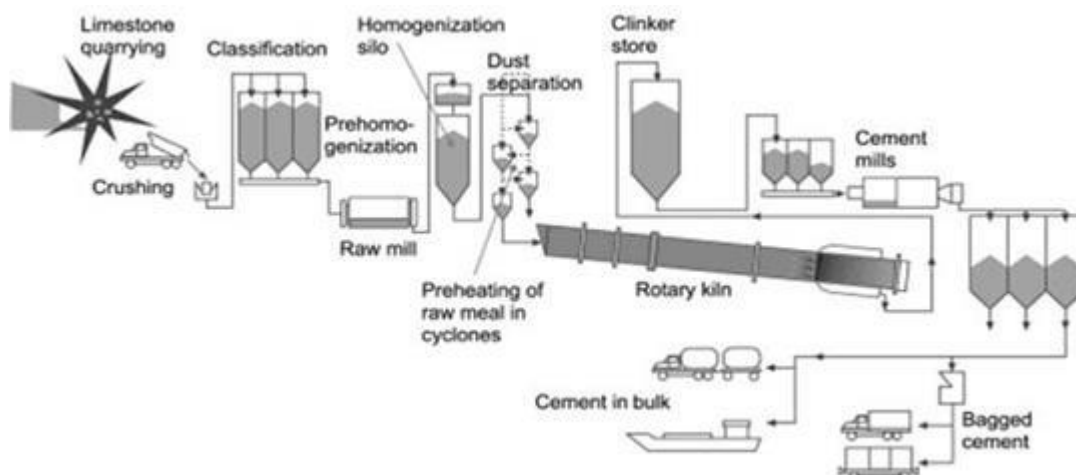 Limestone
quarrying
Crushing
Classification
Prehomo-
genization
Raw mill
Homogenization
silo
Dust
separation
Preheating of
raw meal in
cyclones
Rotary kiln
Clinker
store
Cement
mills
Cement in bulk
Bagged
cement